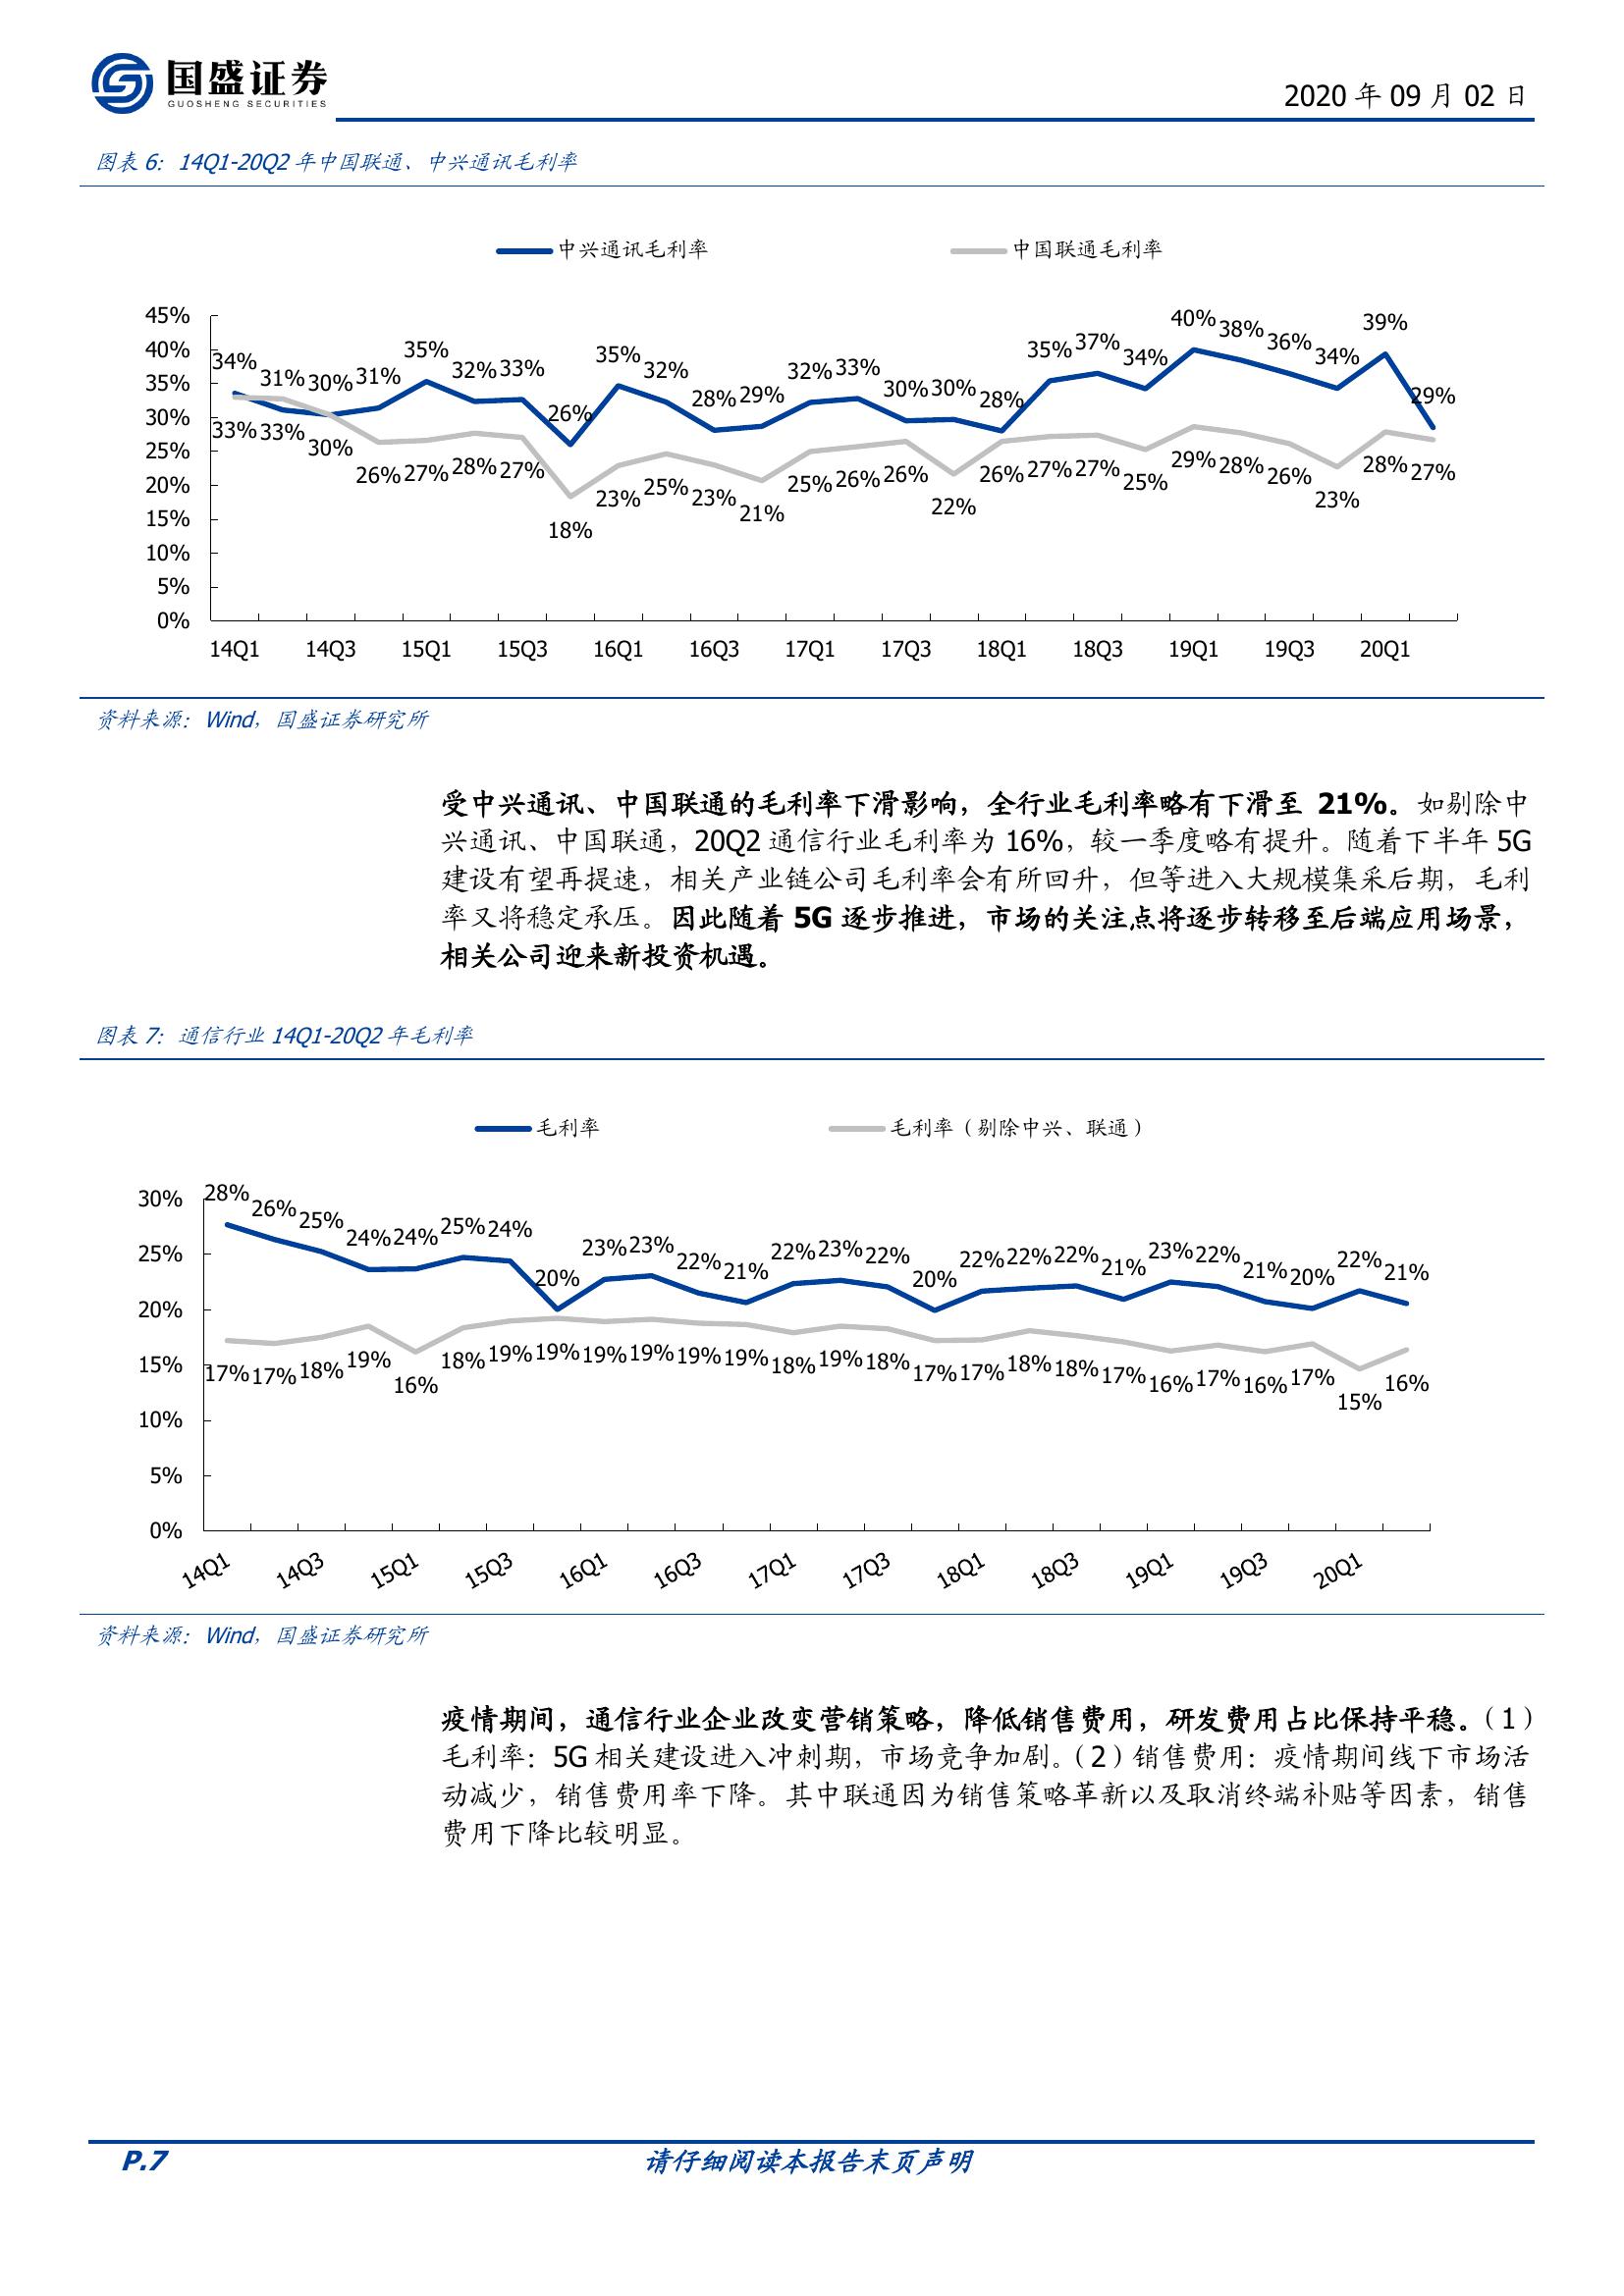 国盛证券
GUOSHENG SECURITIES
2020 年 09 月 02 日
图表 6：14Q1-20Q2 年中国联通、中兴通讯毛利率
中兴通讯毛利率 中国联通毛利率
45%
40%
35%
30%
25%
20%
15%
10%
5%
0%
34% 31% 30% 31% 35% 32% 33% 26% 35% 32% 28% 29% 32% 33% 30% 30% 28% 35% 37% 34% 40% 38% 36% 34% 39% 29%
33% 33% 30% 26% 27% 28% 27% 18% 23% 25% 23% 21% 25% 26% 26% 22% 26% 27% 27% 25% 29% 28% 26% 23% 28% 27%
14Q1 14Q3 15Q1 15Q3 16Q1 16Q3 17Q1 17Q3 18Q1 18Q3 19Q1 19Q3 20Q1
资料来源：Wind，国盛证券研究所
受中兴通讯、中国联通的毛利率下滑影响，全行业毛利率略有下滑至 21%。如剔除中
兴通讯、中国联通，20Q2 通信行业毛利率为 16%，较一季度略有提升。随着下半年 5G
建设有望再提速，相关产业链公司毛利率会有所回升，但等进入大规模集采后期，毛利
率又将稳定承压。因此随着 5G 逐步推进，市场的关注点将逐步转移至后端应用场景，
相关公司迎来新投资机遇。
图表 7：通信行业 14Q1-20Q2 年毛利率
毛利率 毛利率（剔除中兴、联通）
30%
25%
20%
15%
10%
5%
0%
28% 26% 25% 24% 24% 25% 24% 20% 23% 23% 22% 21% 22% 23% 22% 20% 22% 22% 22% 21% 23% 22% 21% 20% 22% 21%
17% 17% 18% 19% 16% 18% 19% 19% 19% 19% 19% 19% 18% 19% 18% 17% 17% 18% 18% 17% 16% 17% 16% 17% 15% 16%
14Q1 14Q3 15Q1 15Q3 16Q1 16Q3 17Q1 17Q3 18Q1 18Q3 19Q1 19Q3 20Q1
资料来源：Wind，国盛证券研究所
疫情期间，通信行业企业改变营销策略，降低销售费用，研发费用占比保持平稳。（1）
毛利率：5G 相关建设进入冲刺期，市场竞争加剧。（2）销售费用：疫情期间线下市场活
动减少，销售费用率下降。其中联通因为销售策略革新以及取消终端补贴等因素，销售
费用下降比较明显。
P.7 请仔细阅读本报告末页声明